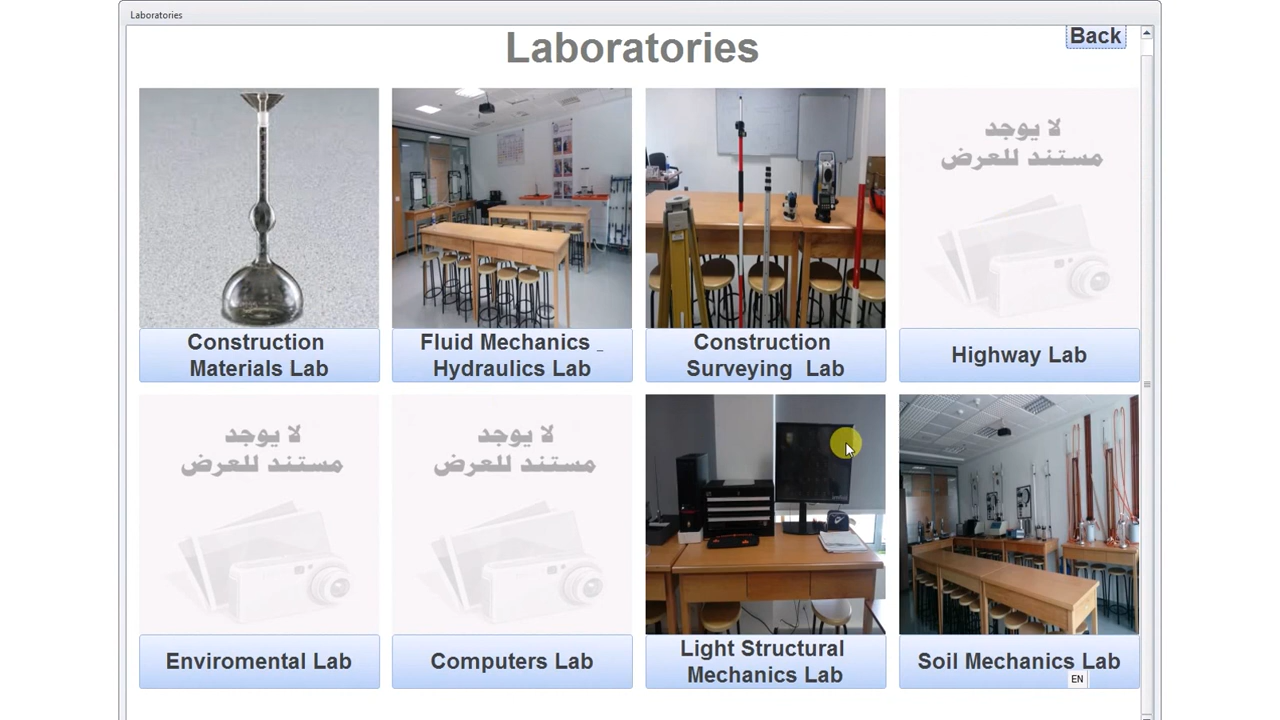 Laboratories
Back
Laboratories
لا يوجد
مستند للعرض
Construction
Materials Lab
Fluid Mechanics _
Hydraulics Lab
Construction
Surveying Lab
Highway Lab
لا يوجد
مستند للعرض
لا يوجد
مستند للعرض
Enviromental Lab
Computers Lab
Light Structural
Mechanics Lab
Soil Mechanics Lab
EN